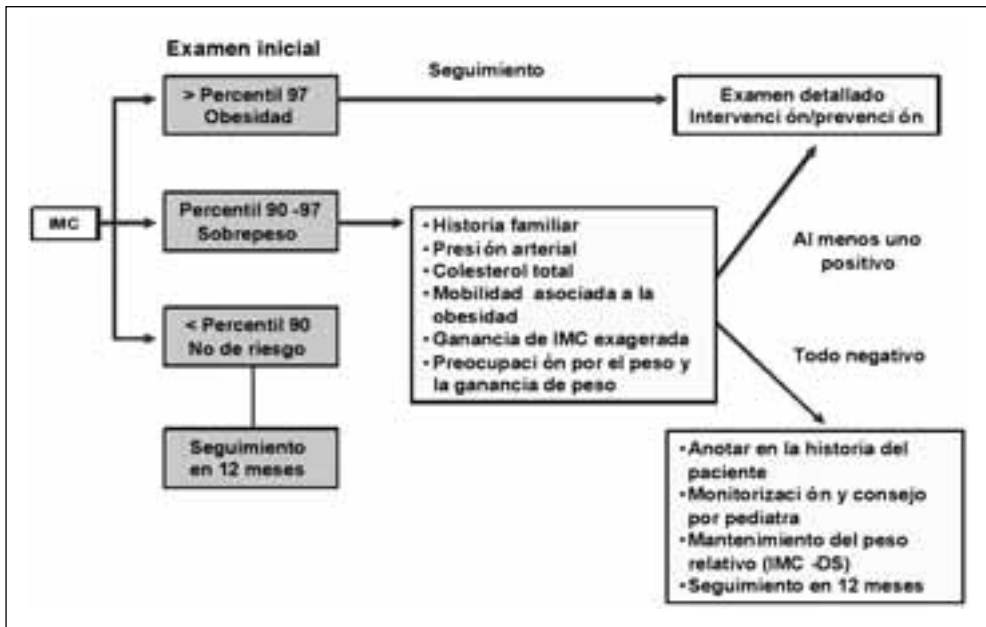 Examen inicial
> Percentil 97
Obesidad
Seguimiento
Examen detallado
Intervenci ón/prevenci ón
IMC
Percentil 90 -97
Sobrepeso
• Historia familiar
• Presión arterial
• Colesterol total
• Mobilidad asociada a la
obesidad
• Ganancia de IMC exagerada
• Preocupaci ón por el peso y
la ganancia de peso
Al menos uno
positivo
< Percentil 90
No de riesgo
Todo negativo
Seguimiento
en 12 meses
• Anotar en la historia del
paciente
• Monitorizaci ón y consejo
por pediatra
• Mantenimiento del peso
relativo (IMC -DS)
• Seguimiento en 12 meses